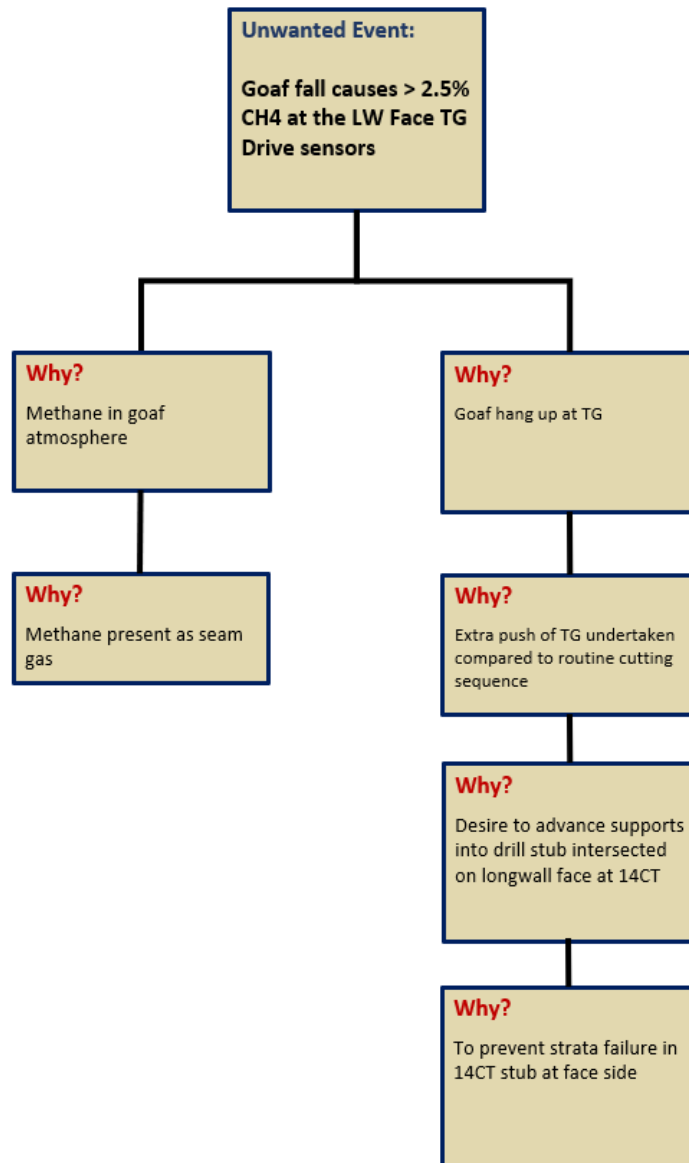 Unwanted Event:
Goaf fall causes > 2.5%
CH4 at the LW Face TG
Drive sensors
Why?
Methane in goaf
atmosphere
Why?
Methane present as seam
gas
Why?
Goaf hang up at TG
Why?
Extra push of TG undertaken
compared to routine cutting
sequence
Why?
Desire to advance supports
into drill stub intersected
on longwall face at 14CT
Why?
To prevent strata failure in
14CT stub at face side